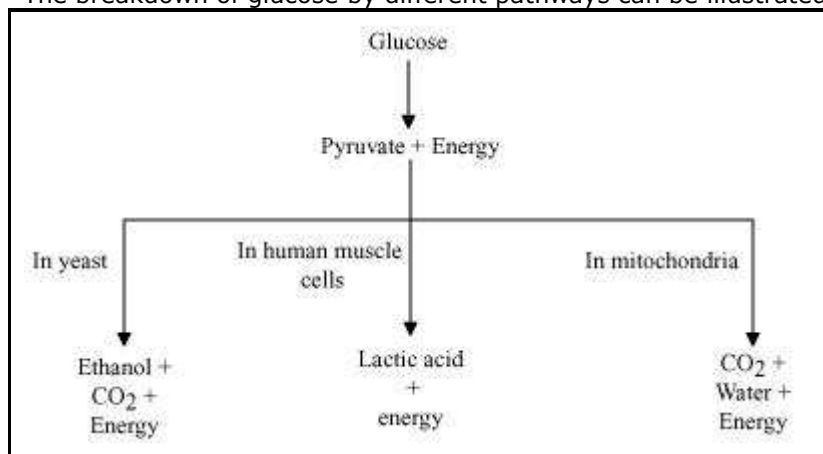 The breakdown of glucose by different pathways can be illustrated
Glucose
Pyruvate + Energy
In yeast
In human muscle
cells
In mitochondria
Ethanol +
CO2 +
Energy
Lactic acid
+
energy
CO2 +
Water +
Energy